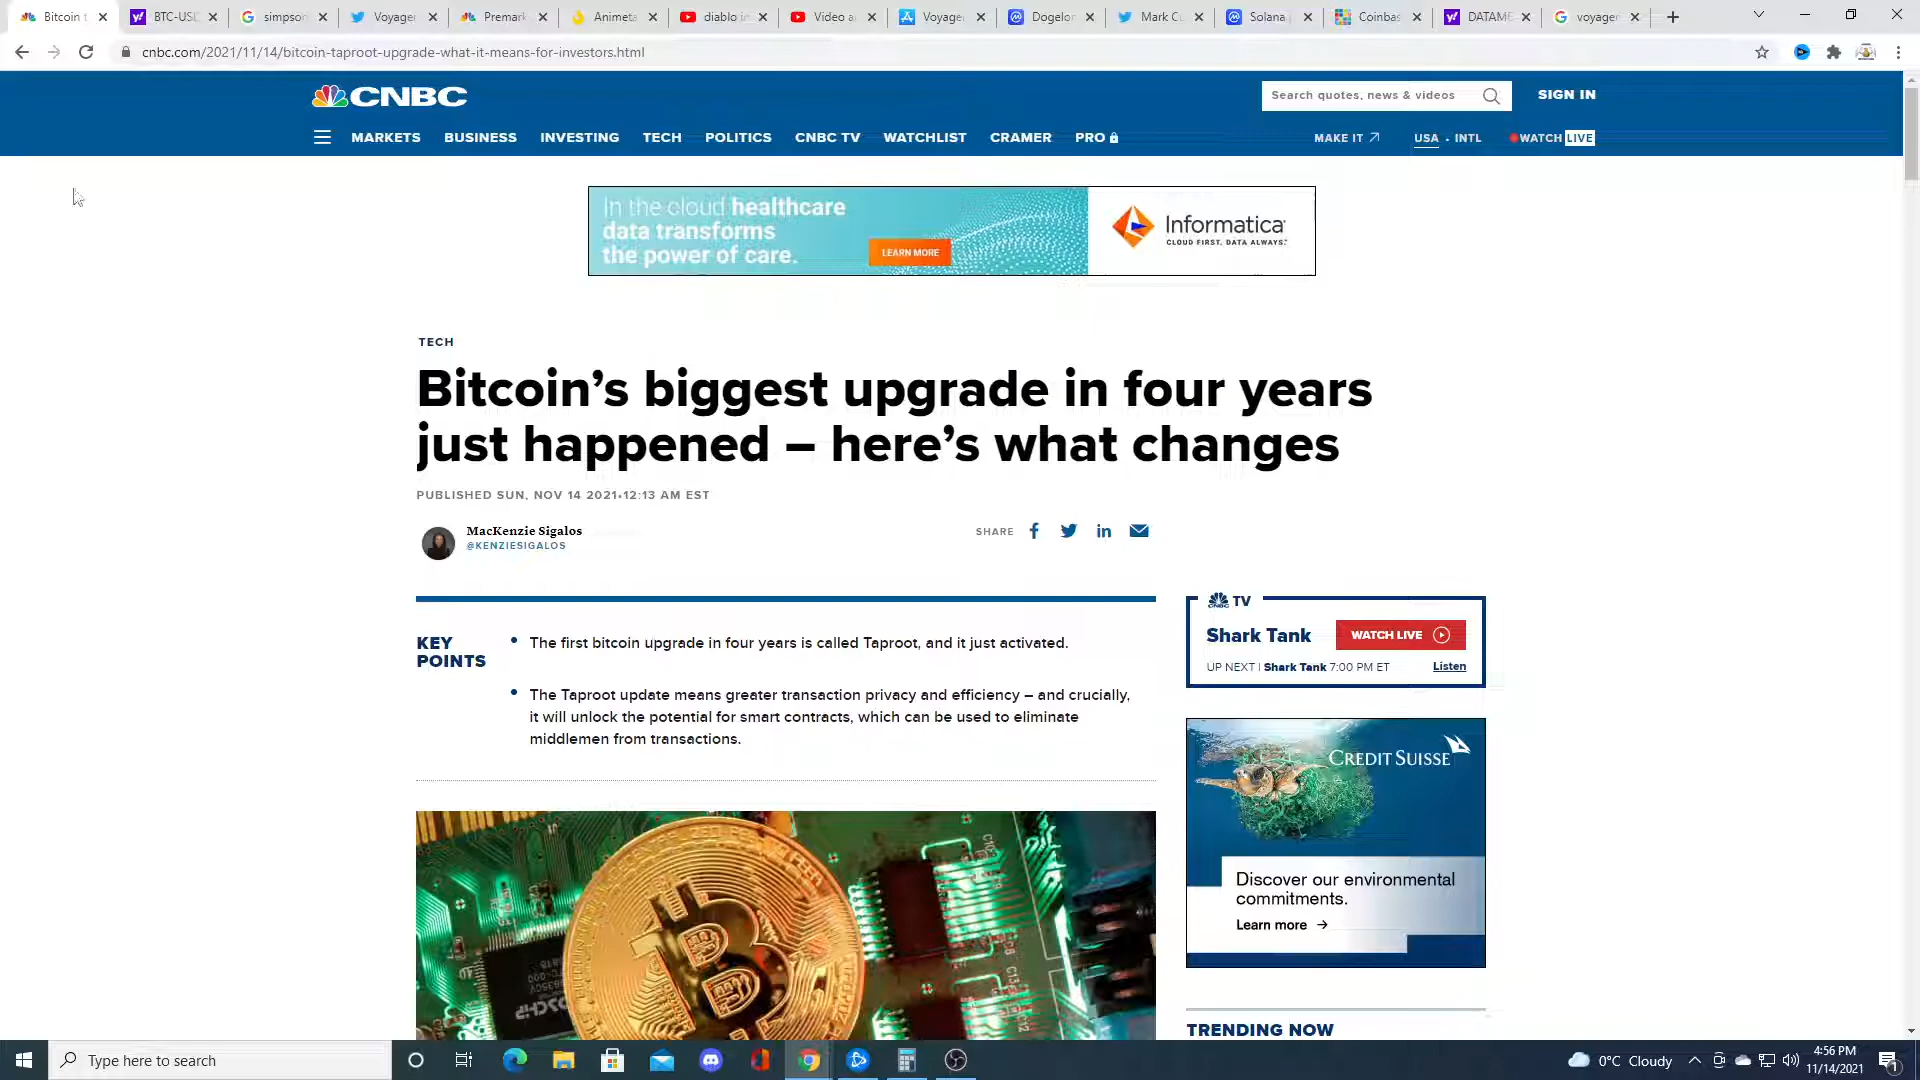 Bitcoin t
BTC-USD
simpson
Voyager
Premark
Animeta
diablo in
Video a
Voyage
Dogelon
Mark Cu
Solana
Coinbas
DATAME
voyager
cnbc.com/2021/11/14/bitcoin-taproot-upgrade-what-it-means-for-investors.html
CNBC
Search quotes, news & videos
SIGN IN
MARKETS BUSINESS INVESTING TECH POLITICS CNBC TV WATCHLIST CRAMER PRO
MAKE IT USA • INTL WATCH LIVE
In the cloud healthcare
data transforms
the power of care.
LEARN MORE
Informatica
CLOUD FIRST. DATA ALWAYS.
TECH
Bitcoin’s biggest upgrade in four years
just happened – here’s what changes
PUBLISHED SUN, NOV 14 2021•12:13 AM EST
MacKenzie Sigalos
@KENZIESIGALOS
SHARE
KEY
POINTS
The first bitcoin upgrade in four years is called Taproot, and it just activated.
The Taproot update means greater transaction privacy and efficiency – and crucially,
it will unlock the potential for smart contracts, which can be used to eliminate
middlemen from transactions.
CNBC TV
Shark Tank
WATCH LIVE
UP NEXT | Shark Tank 7:00 PM ET
Listen
CREDIT SUISSE
Discover our environmental
commitments.
Learn more →
TRENDING NOW
Type here to search
0°C Cloudy
4:56 PM
11/14/2021
1